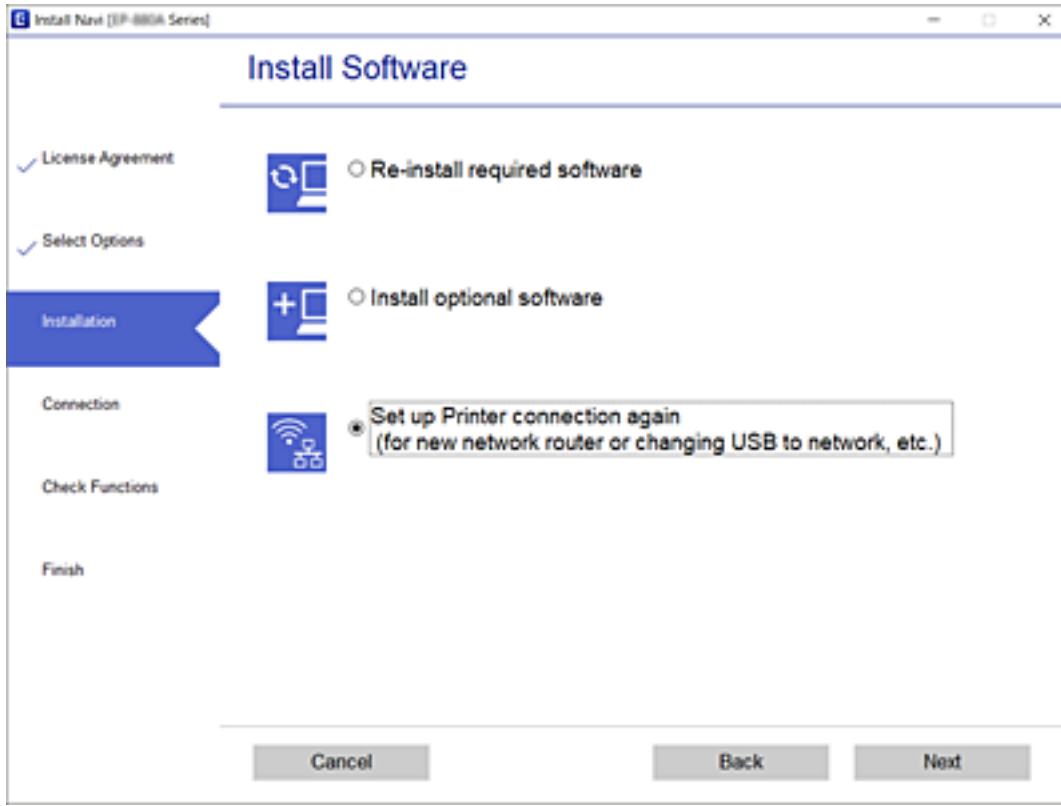 Install Navi [EP-880A Series]
Install Software
License Agreement
Select Options
Installation
Connection
Check Functions
Finish
Re-install required software
Install optional software
Set up Printer connection again
(for new network router or changing USB to network, etc.)
Cancel
Back
Next